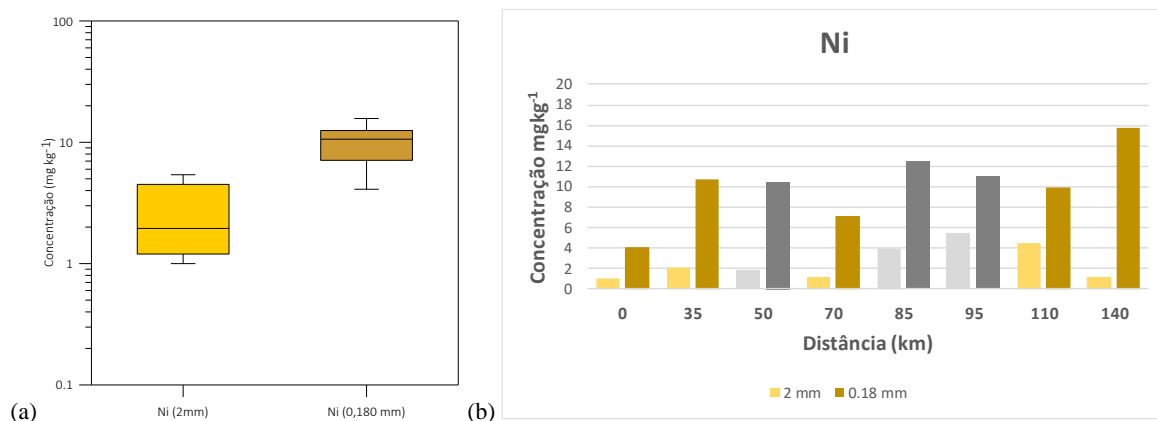 100
10
1
0.1
Concentração (mg kg-1)
Ni (2mm)
Ni (0,180 mm)
(a)
(b)
Ni
Concentração mgkg-1
20
18
16
14
12
10
8
6
4
2
0
0 35 50 70 85 95 110 140
Distância (km)
2 mm 0.18 mm